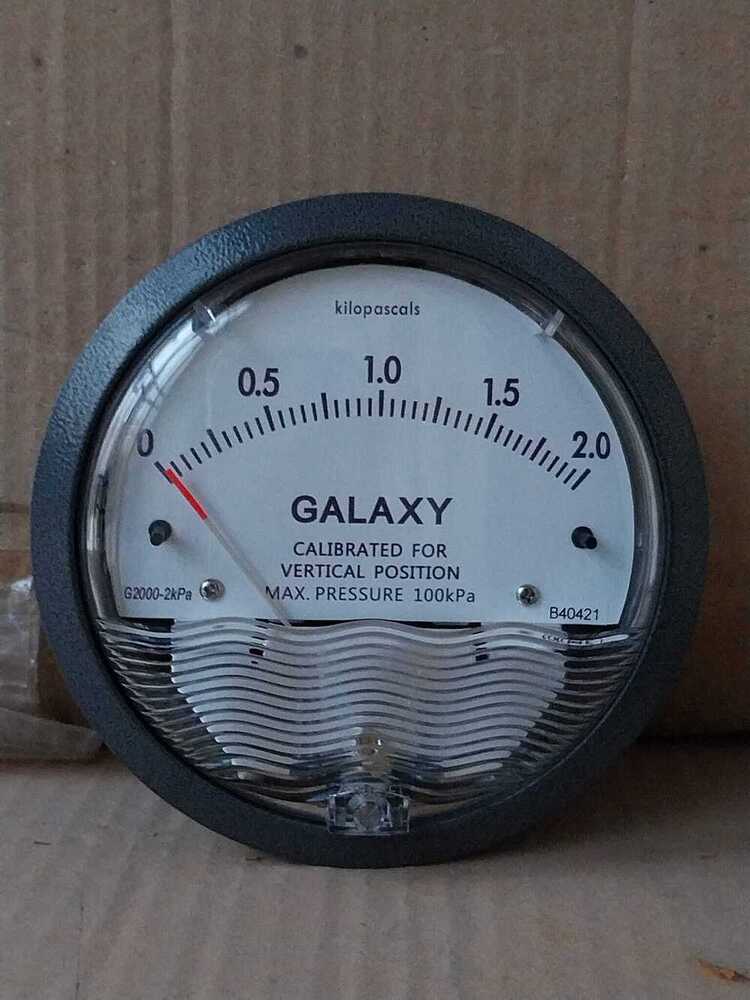 kilopascals
0 0.5 1.0 1.5 2.0
GALAXY
CALIBRATED FOR
VERTICAL POSITION
MAX. PRESSURE 100kPa
G2000-2kPa
B40421